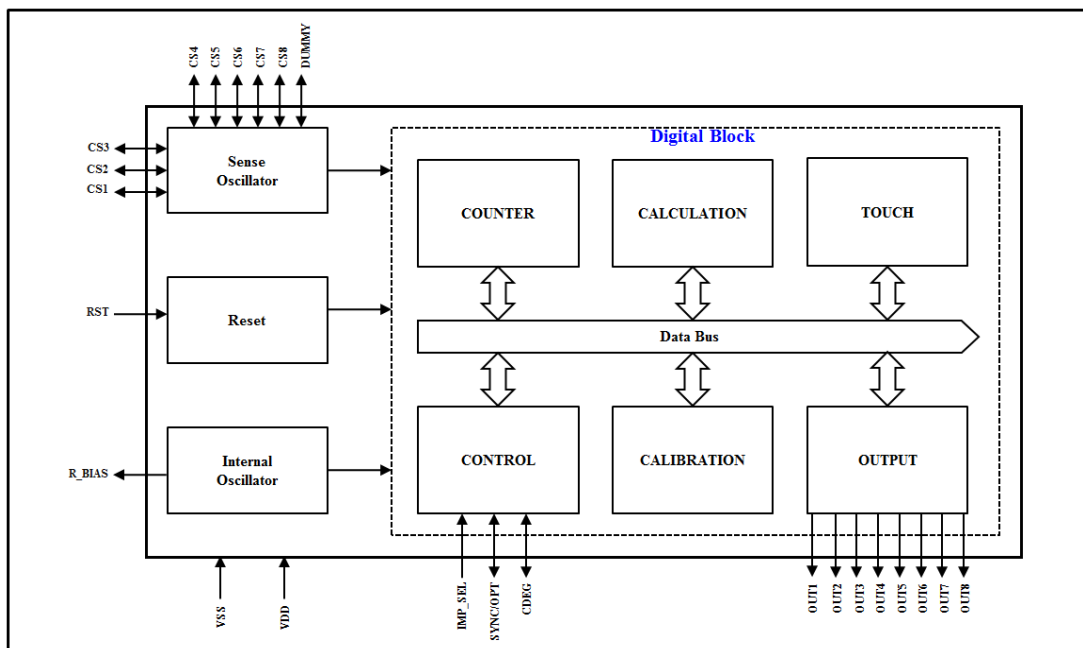 CS4
CS5
CS6
CS7
CS8
DUMMY
Digital Block
CS3
CS2
CS1
Sense
Oscillator
COUNTER
CALCULATION
TOUCH
RST
Reset
Data Bus
R_BIAS
Internal
Oscillator
CONTROL
CALIBRATION
OUTPUT
VSS
VDD
IMP_SEL
SYNC/OPT
CDEG
OUT1
OUT2
OUT3
OUT4
OUT5
OUT6
OUT7
OUT8